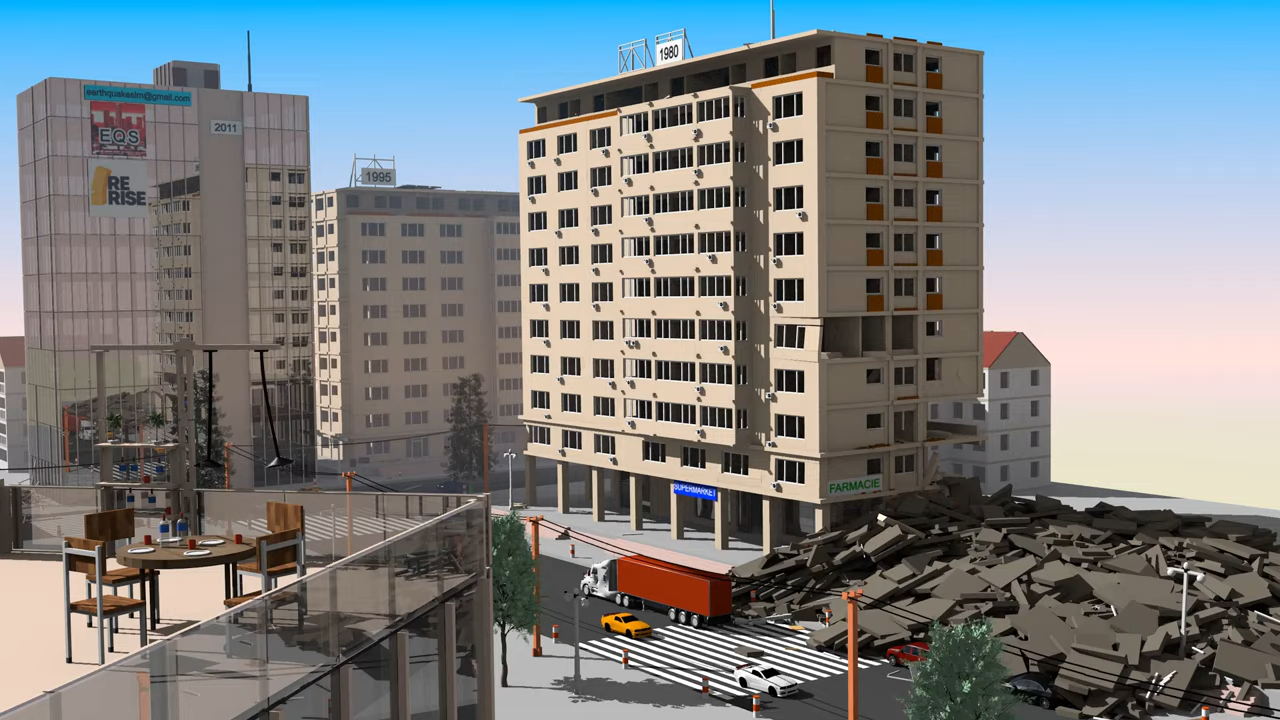 earthquakesim@gmail.com
EQS
2011
RE
RISE
1995
1980
SUPERMARKET
FARMACIE